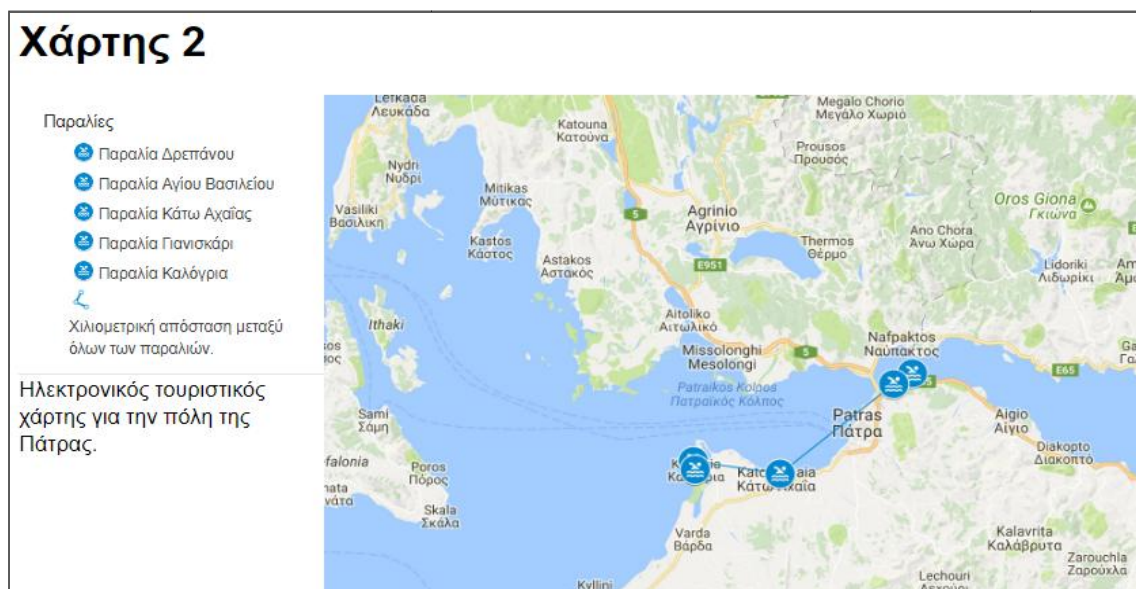 Χάρτης 2
Παραλίες
Παραλία Δρεπάνου
Παραλία Αγίου Βασιλείου
Παραλία Κάτω Αχαΐας
Παραλία Γιανισκάρι
Παραλία Καλόγρια
Χιλιομετρική απόσταση μεταξύ
όλων των παραλιών.
Ηλεκτρονικός τουριστικός
χάρτης για την πόλη της
Πάτρας.
Lefkada
Λευκάδα
Megalo Chorio
Μεγάλο Χωριό
Katouna
Κατούνα
Prousos
Προυσός
Nydri
Νυδρί
Mitikas
Μύτικας
Oros Giona
Γκιώνα
Vasiliki
Βασιλική
5
Agrinio
Αγρίνιο
Ano Chora
Άνω Χώρα
Kastos
Κάστος
Thermos
Θέρμο
Astakos
Αστακός
E951
Lidoriki
Λιδωρίκι
Aitoliko
Αιτωλικό
Ithaki
Nafpaktos
Ναύπακτος
Missolonghi
Mesolongi
5
E65
Patraikos Kolpos
Πατραϊκός Κόλπος
Patras
Πάτρα
Sami
Σάμη
Aigio
Αίγιο
Diakopto
Διακοπτό
Poros
Πόρος
Κάτω Αχαΐα
Skala
Σκάλα
Varda
Βάρδα
Kalavrita
Καλάβρυτα
Zarouchla
Ζαρούχλα
Kyllini
Lechouri